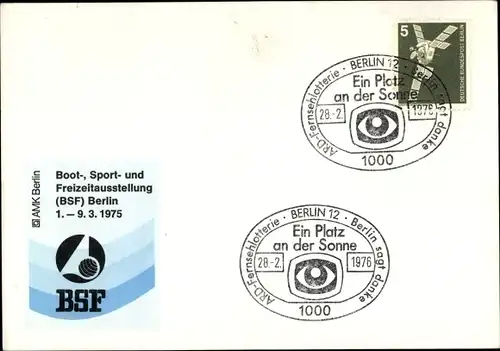 5
DEUTSCHE BUNDESPOST BERLIN
ARD-Fernsehlotterie · BERLIN 12 · Berlin sagt danke
Ein Platz
an der Sonne
28.-2. 1976
1000
AMK Berlin
Boot-, Sport- und
Freizeitausstellung
(BSF) Berlin
1. – 9. 3. 1975
BSF
ARD-Fernsehlotterie · BERLIN 12 · Berlin sagt danke
Ein Platz
an der Sonne
28.-2. 1976
1000